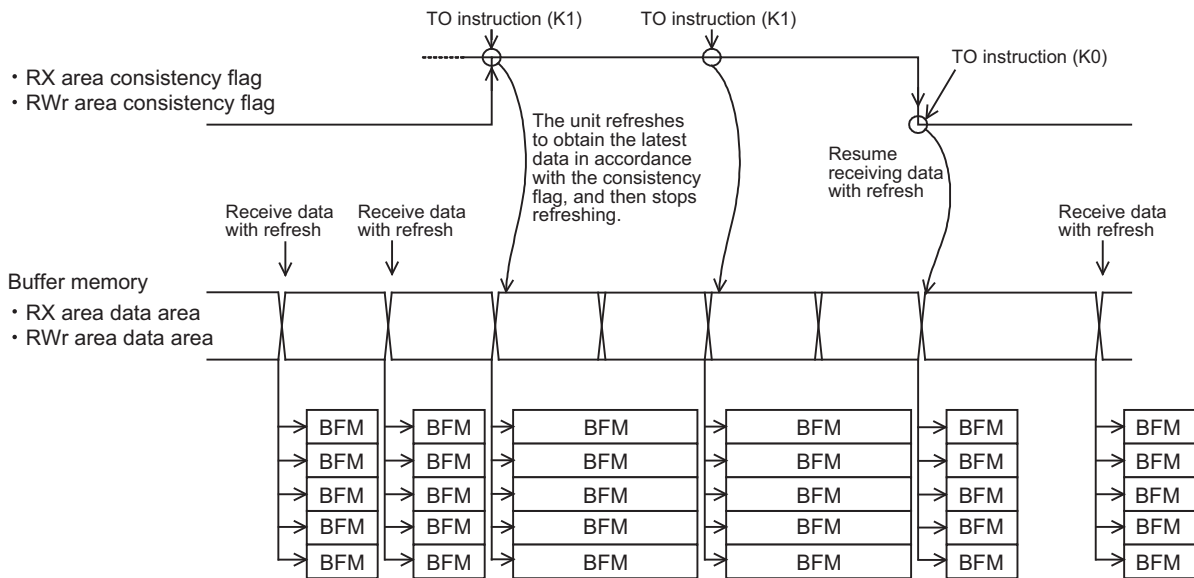 TO instruction (K1)
TO instruction (K1)
TO instruction (K0)
・RX area consistency flag
・RWr area consistency flag
The unit refreshes
to obtain the latest
data in accordance
with the consistency
flag, and then stops
refreshing.
Resume
receiving data
with refresh
Receive data
with refresh
Receive data
with refresh
Receive data
with refresh
Buffer memory
・RX area data area
・RWr area data area
BFM BFM BFM BFM BFM BFM
BFM BFM BFM BFM BFM BFM
BFM BFM BFM BFM BFM BFM
BFM BFM BFM BFM BFM BFM
BFM BFM BFM BFM BFM BFM